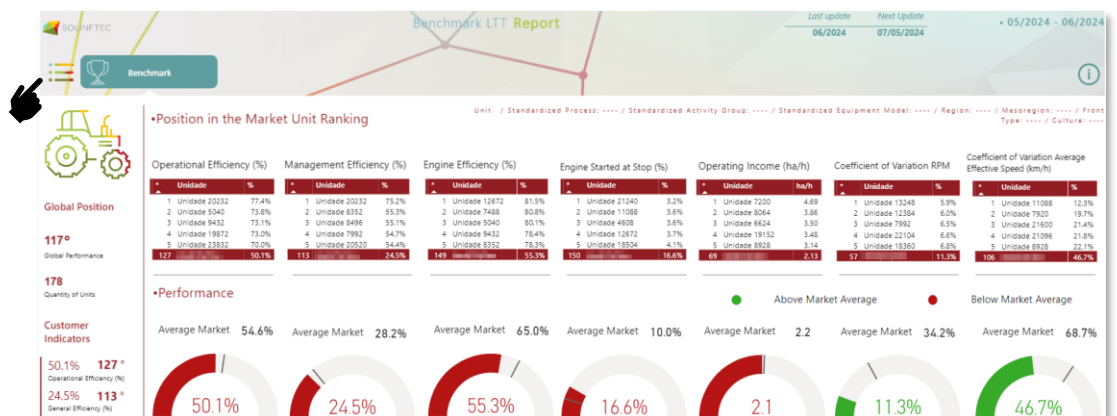 SOLINFTEC
Benchmark LTT Report
Last update
Next Update
06/2024
07/05/2024
• 05/2024 - 06/2024
Benchmark
i
•Position in the Market Unit Ranking
Unit: / Standardized Process: ---- / Standardized Activity Group: ---- / Standardized Equipment Model: ---- / Region: ---- / Mesoregion: ---- / Front
Type: ---- / Culture: ----
Operational Efficiency (%)
° Unidade %
1 Unidade 20232 77.4%
2 Unidade 5040 73.8%
3 Unidade 9432 73.1%
4 Unidade 19872 73.0%
5 Unidade 23832 70.0%
127 50.1%
Management Efficiency (%)
° Unidade %
1 Unidade 20232 75.2%
2 Unidade 8352 55.3%
3 Unidade 8496 55.1%
4 Unidade 7992 54.7%
5 Unidade 20520 54.4%
113 24.5%
Engine Efficiency (%)
° Unidade %
1 Unidade 12672 81.5%
2 Unidade 7488 80.8%
3 Unidade 5040 80.1%
4 Unidade 9432 78.4%
5 Unidade 8352 78.3%
149 55.3%
Engine Started at Stop (%)
° Unidade %
1 Unidade 21240 3.2%
2 Unidade 11088 3.6%
3 Unidade 4608 3.6%
4 Unidade 12672 3.7%
5 Unidade 18504 4.1%
150 16.6%
Operating Income (ha/h)
° Unidade ha/h
1 Unidade 7200 4.69
2 Unidade 8064 3.86
3 Unidade 6624 3.50
4 Unidade 19152 3.48
5 Unidade 8928 3.14
69 2.13
Coefficient of Variation RPM
° Unidade %
1 Unidade 13248 5.9%
2 Unidade 12384 6.0%
3 Unidade 7992 6.5%
4 Unidade 22104 6.6%
5 Unidade 18360 6.8%
57 11.3%
Coefficient of Variation Average
Effective Speed (km/h)
° Unidade %
1 Unidade 11088 12.3%
2 Unidade 7920 19.7%
3 Unidade 21600 21.4%
4 Unidade 21096 21.8%
5 Unidade 8928 22.1%
106 46.7%
Global Position
117°
Global Performance
178
Quantity of Units
Customer
Indicators
50.1% 127°
Operational Efficiency (%)
24.5% 113°
General Efficiency (%)
•Performance
Above Market Average
Below Market Average
Average Market 54.6%
Average Market 28.2%
Average Market 65.0%
Average Market 10.0%
Average Market 2.2
Average Market 34.2%
Average Market 68.7%
50.1%
24.5%
55.3%
16.6%
2.1
11.3%
46.7%